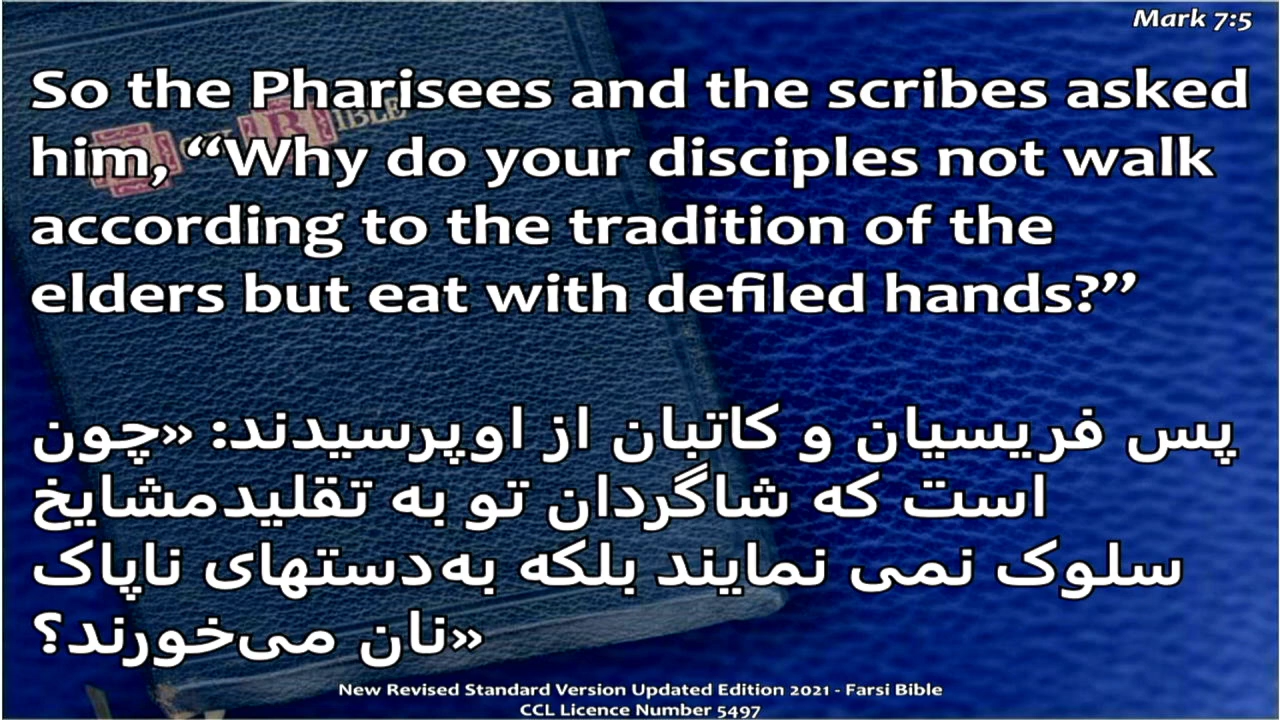 Mark 7:5
So the Pharisees and the scribes asked
him, “Why do your disciples not walk
according to the tradition of the
elders but eat with defiled hands?”
پس فریسیان و کاتبان از اوپرسیدند: «چون
است که شاگردان تو به تقلیدمشایخ
سلوک نمی نمایند بلکه به‌دستهای ناپاک
«نان می‌خورند؟
New Revised Standard Version Updated Edition 2021 - Farsi Bible
CCL Licence Number 5497